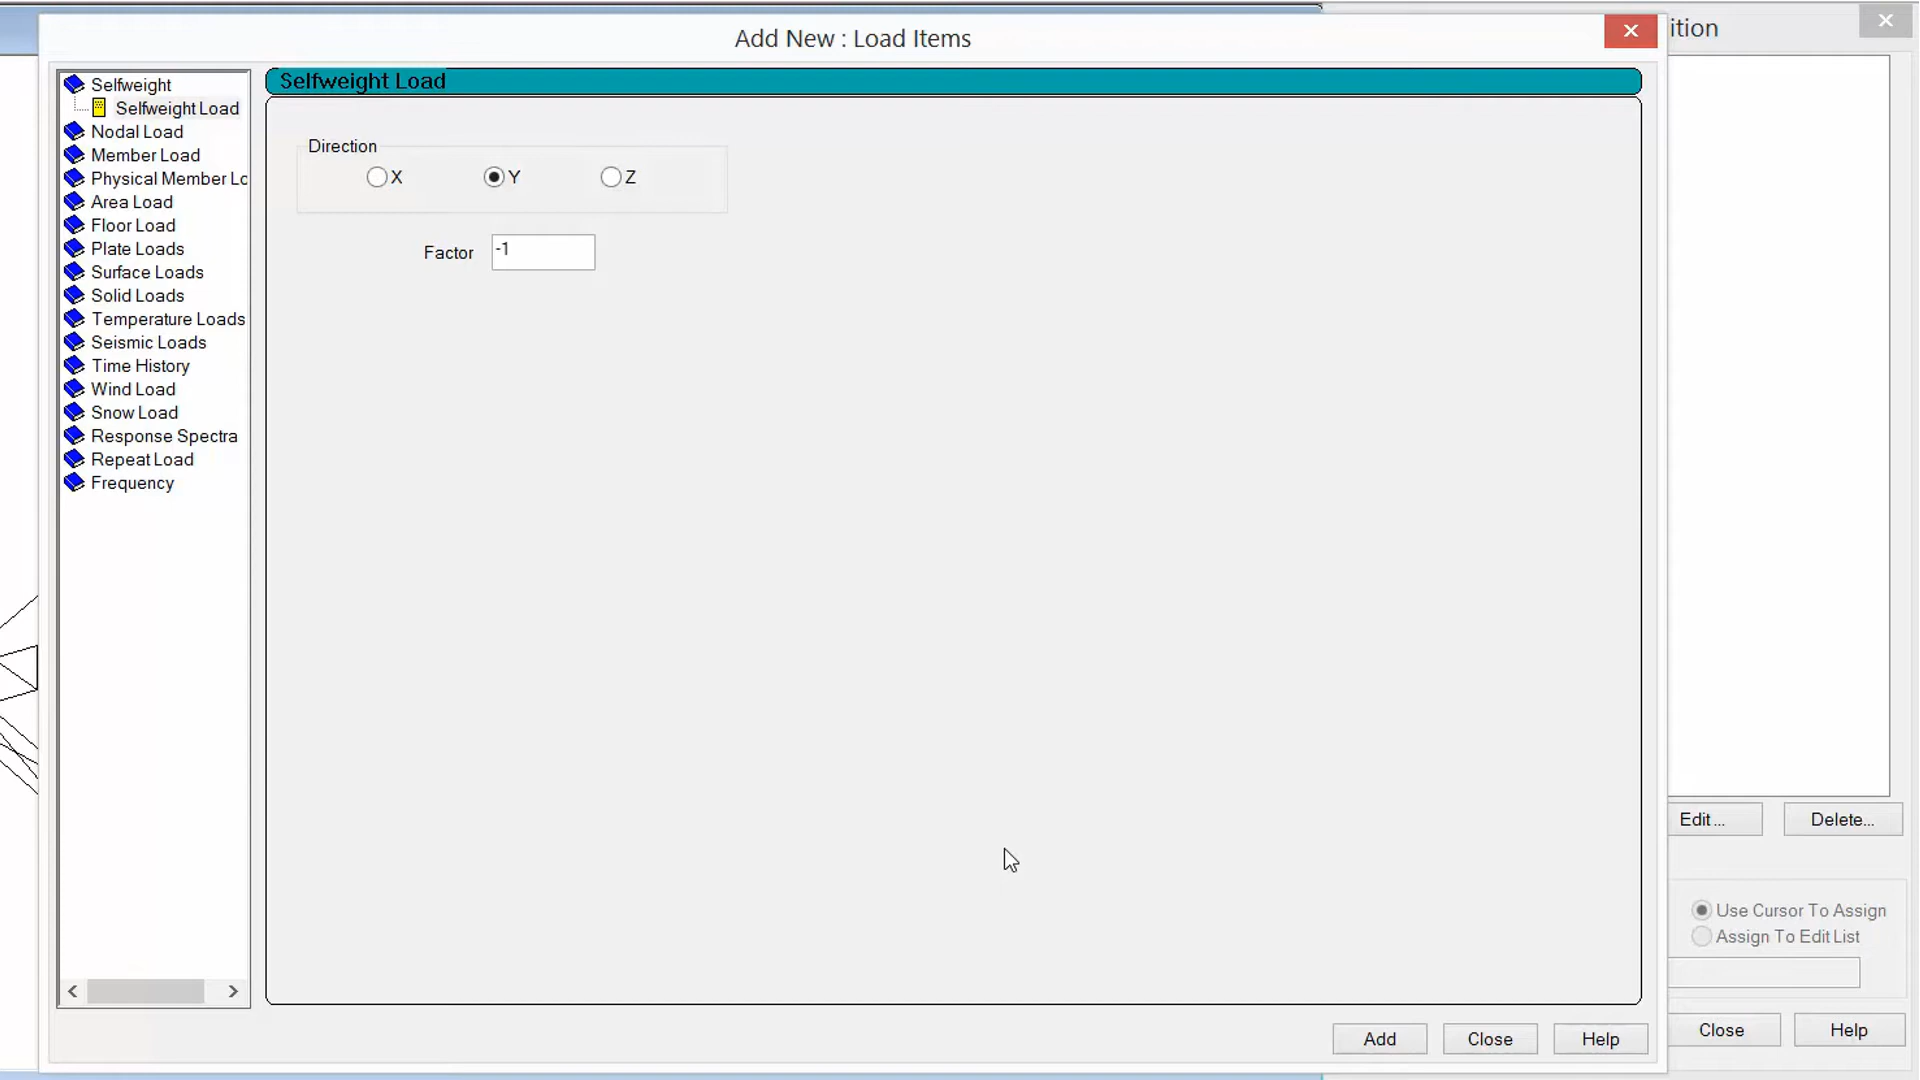 Add New : Load Items
ition
Selfweight
Selfweight Load
Nodal Load
Member Load
Physical Member Lo
Area Load
Floor Load
Plate Loads
Surface Loads
Solid Loads
Temperature Loads
Seismic Loads
Time History
Wind Load
Snow Load
Response Spectra
Repeat Load
Frequency
Selfweight Load
Direction
X
Y
Z
Factor
-1
Add
Close
Help
Edit...
Delete...
Use Cursor To Assign
Assign To Edit List
Close
Help